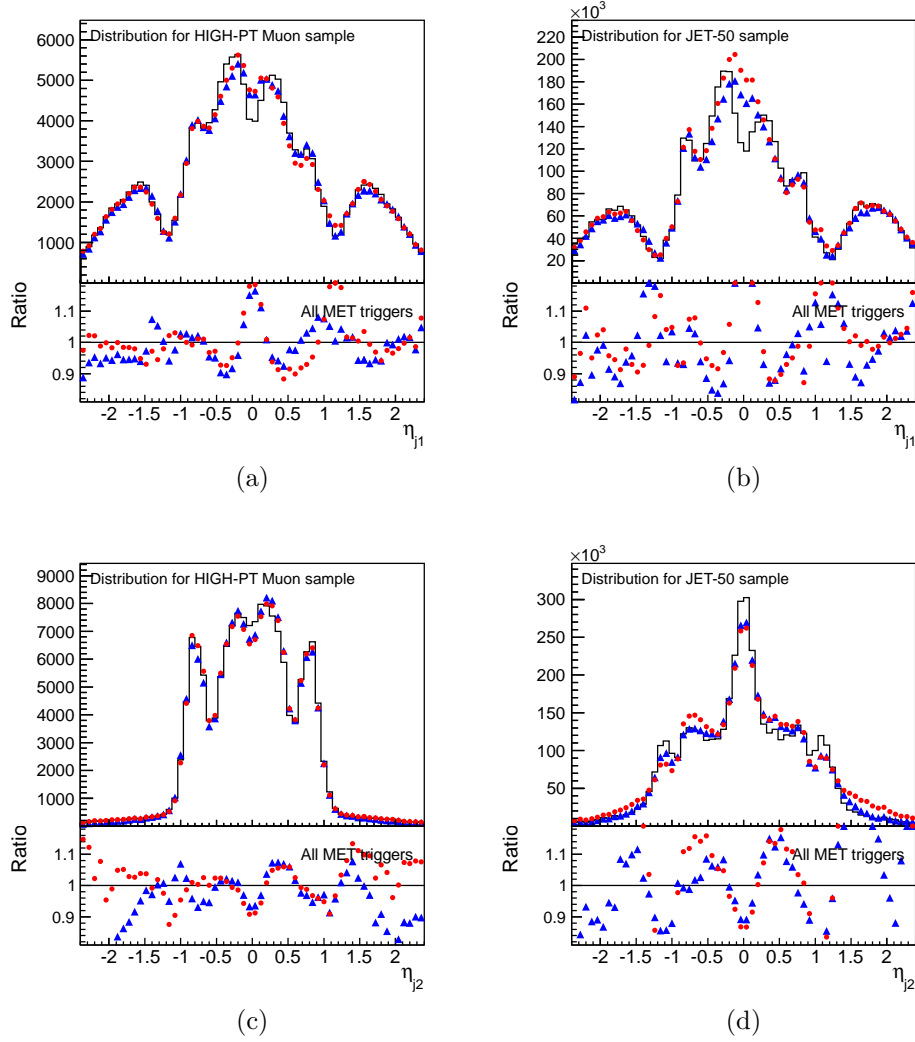 Distribution for HIGH-PT Muon sample
6000
5000
4000
3000
2000
1000
Ratio
All MET triggers
1.1
1
0.9
-2 -1.5 -1 -0.5 0 0.5 1 1.5 2
η_j1
(a)
×10³
Distribution for JET-50 sample
220
200
180
160
140
120
100
80
60
40
20
Ratio
All MET triggers
1.1
1
0.9
-2 -1.5 -1 -0.5 0 0.5 1 1.5 2
η_j1
(b)
Distribution for HIGH-PT Muon sample
9000
8000
7000
6000
5000
4000
3000
2000
1000
Ratio
All MET triggers
1.1
1
0.9
-2 -1.5 -1 -0.5 0 0.5 1 1.5 2
η_j2
(c)
×10³
Distribution for JET-50 sample
300
250
200
150
100
50
Ratio
All MET triggers
1.1
1
0.9
-2 -1.5 -1 -0.5 0 0.5 1 1.5 2
η_j2
(d)